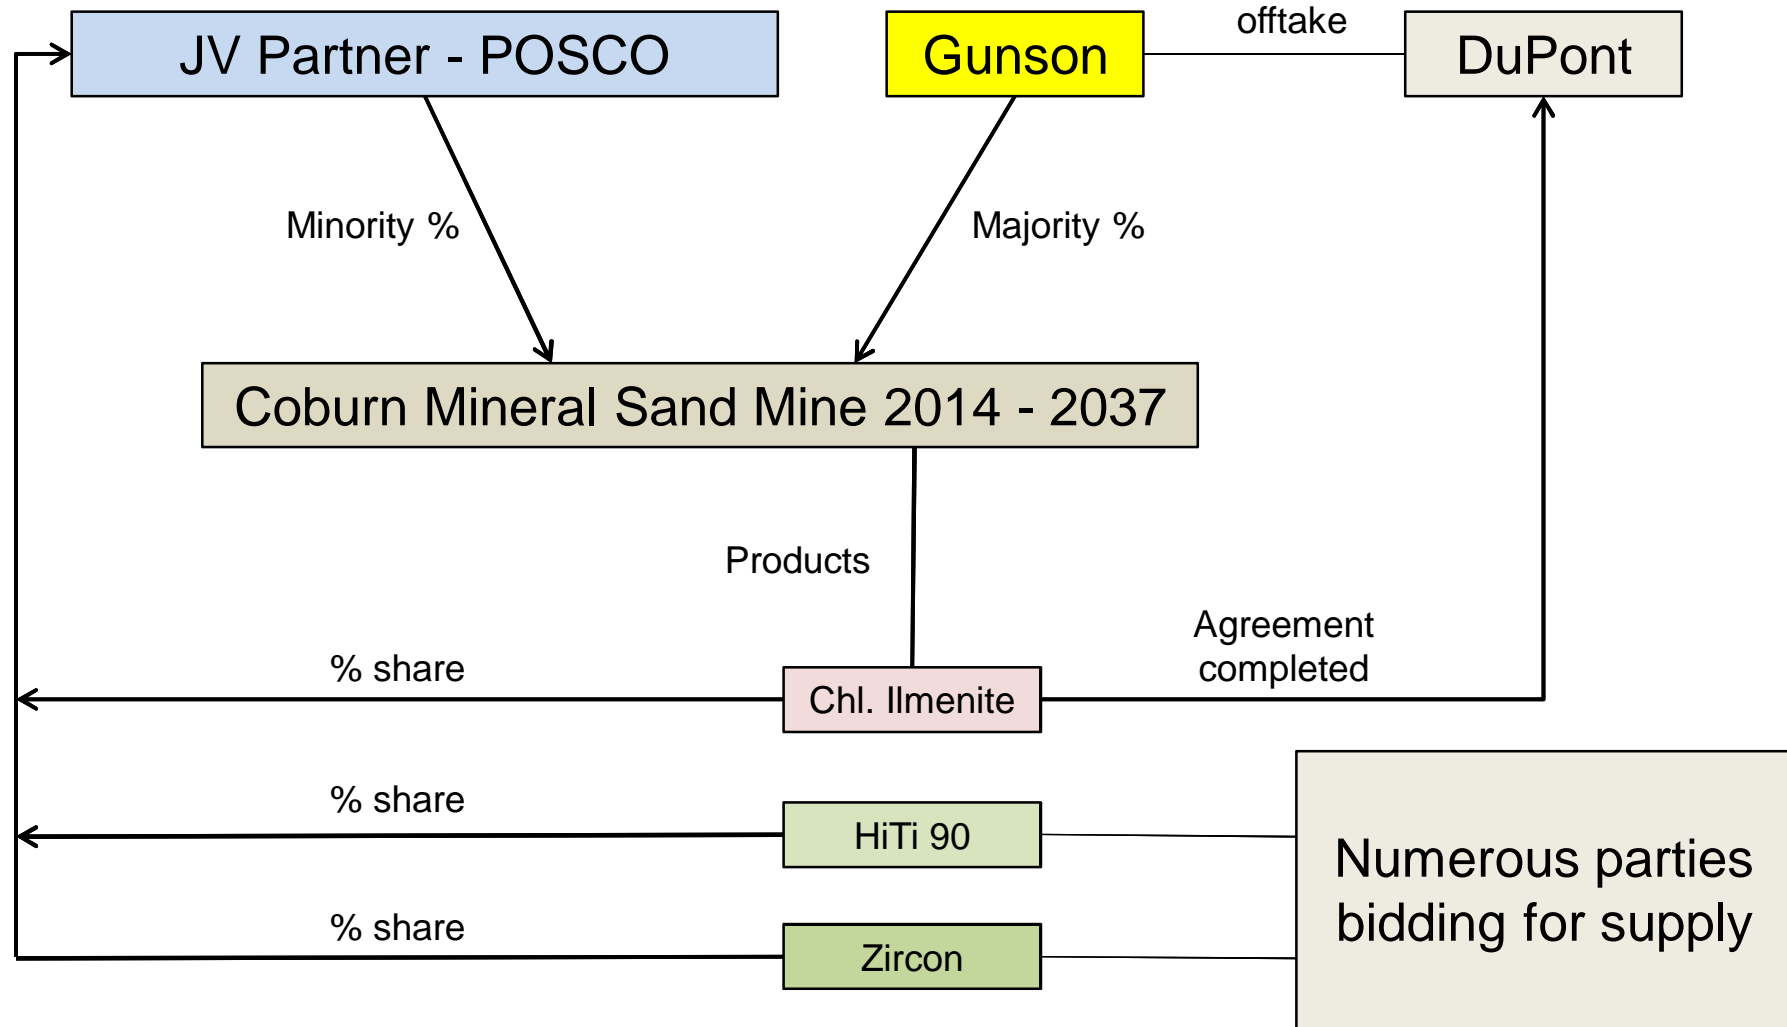 JV Partner - POSCO
Gunson
offtake
DuPont
Minority %
Majority %
Coburn Mineral Sand Mine 2014 - 2037
Products
Agreement
completed
% share
Chl. Ilmenite
% share
HiTi 90
Numerous parties
bidding for supply
% share
Zircon